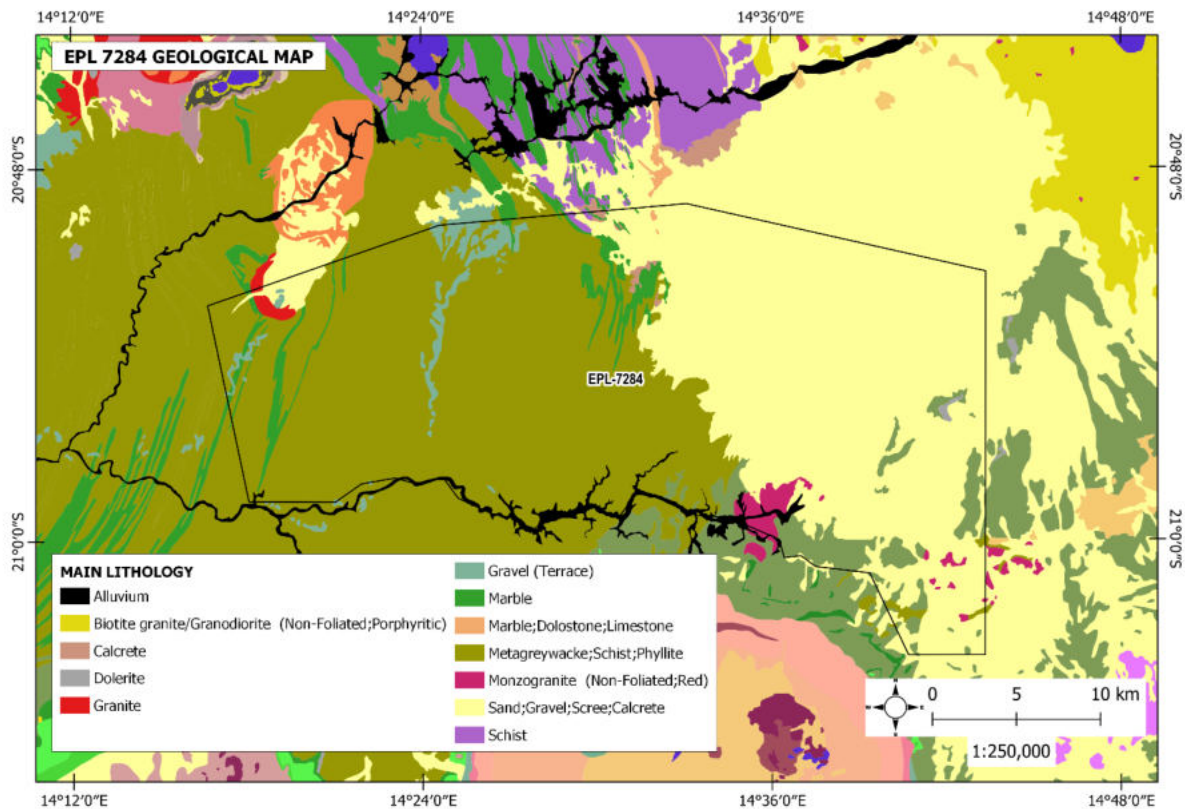 14°12'0"E 14°24'0"E 14°36'0"E 14°48'0"E
EPL 7284 GEOLOGICAL MAP
20°48'0"S 20°48'0"S
EPL-7284
21°0'0"S 21°0'0"S
MAIN LITHOLOGY
Alluvium
Biotite granite/Granodiorite (Non-Foliated;Porphyritic)
Calcrete
Dolerite
Granite
Gravel (Terrace)
Marble
Marble;Dolostone;Limestone
Metagreywacke;Schist;Phyllite
Monzogranite (Non-Foliated;Red)
Sand;Gravel;Scree;Calcrete
Schist
0 5 10 km
1:250,000
14°12'0"E 14°24'0"E 14°36'0"E 14°48'0"E